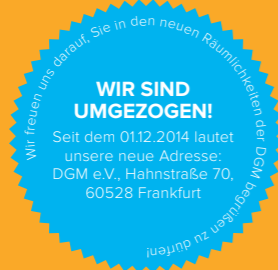 Wir freuen uns darauf, Sie in den neuen Räumlichkeiten der DGM begrüßen zu dürfen!
WIR SIND
UMGEZOGEN!
Seit dem 01.12.2014 lautet
unsere neue Adresse:
DGM e.V., Hahnstraße 70,
60528 Frankfurt